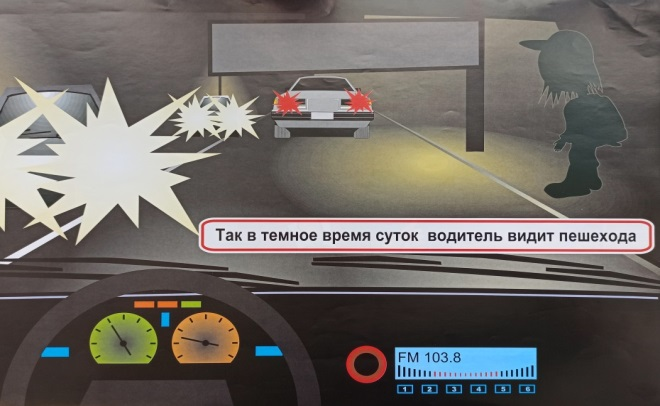 Так в темное время суток водитель видит пешехода
FM 103.8
1 2 3 4 5 6